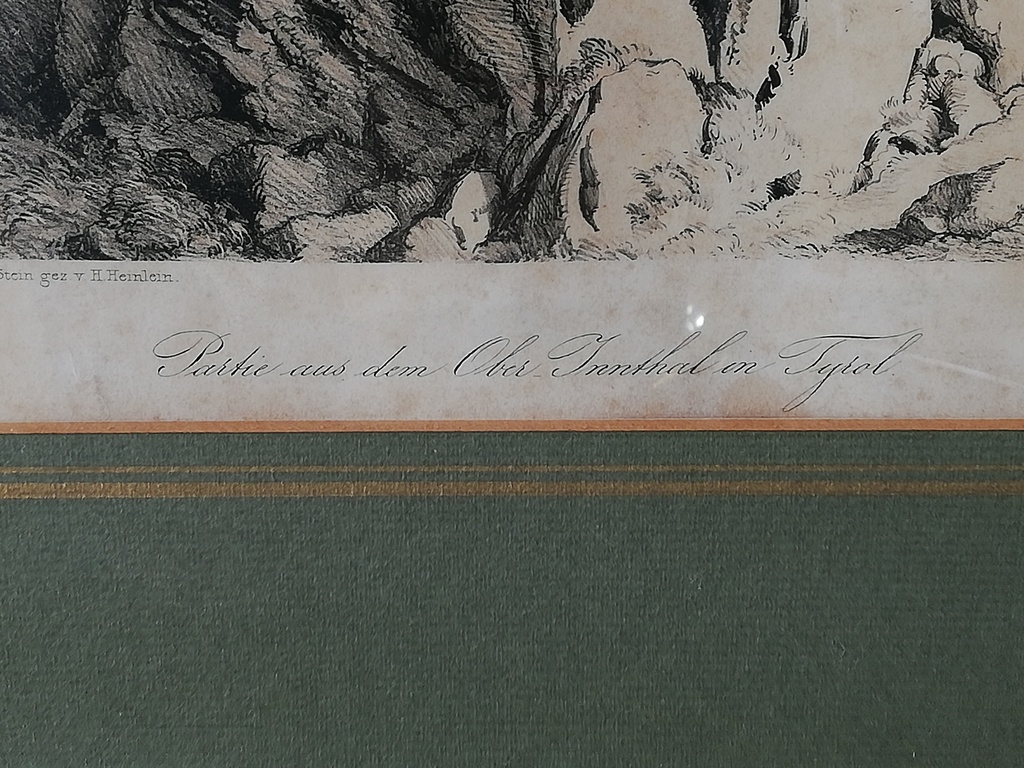 Stein gez v H. Heinlein.
Partie aus dem Ober-Innthal in Tyrol.